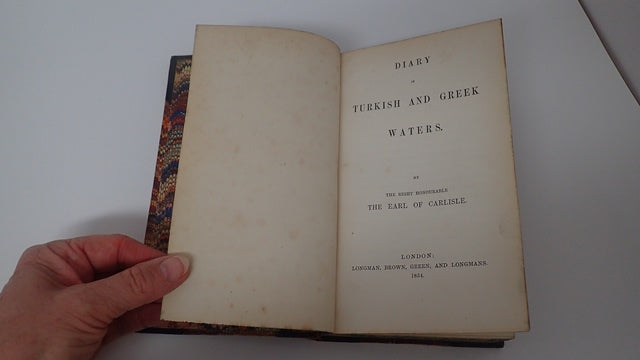 DIARY
IN
TURKISH AND GREEK
WATERS.
BY
THE RIGHT HONOURABLE
THE EARL OF CARLISLE.
LONDON:
LONGMAN, BROWN, GREEN, AND LONGMANS.
1854.